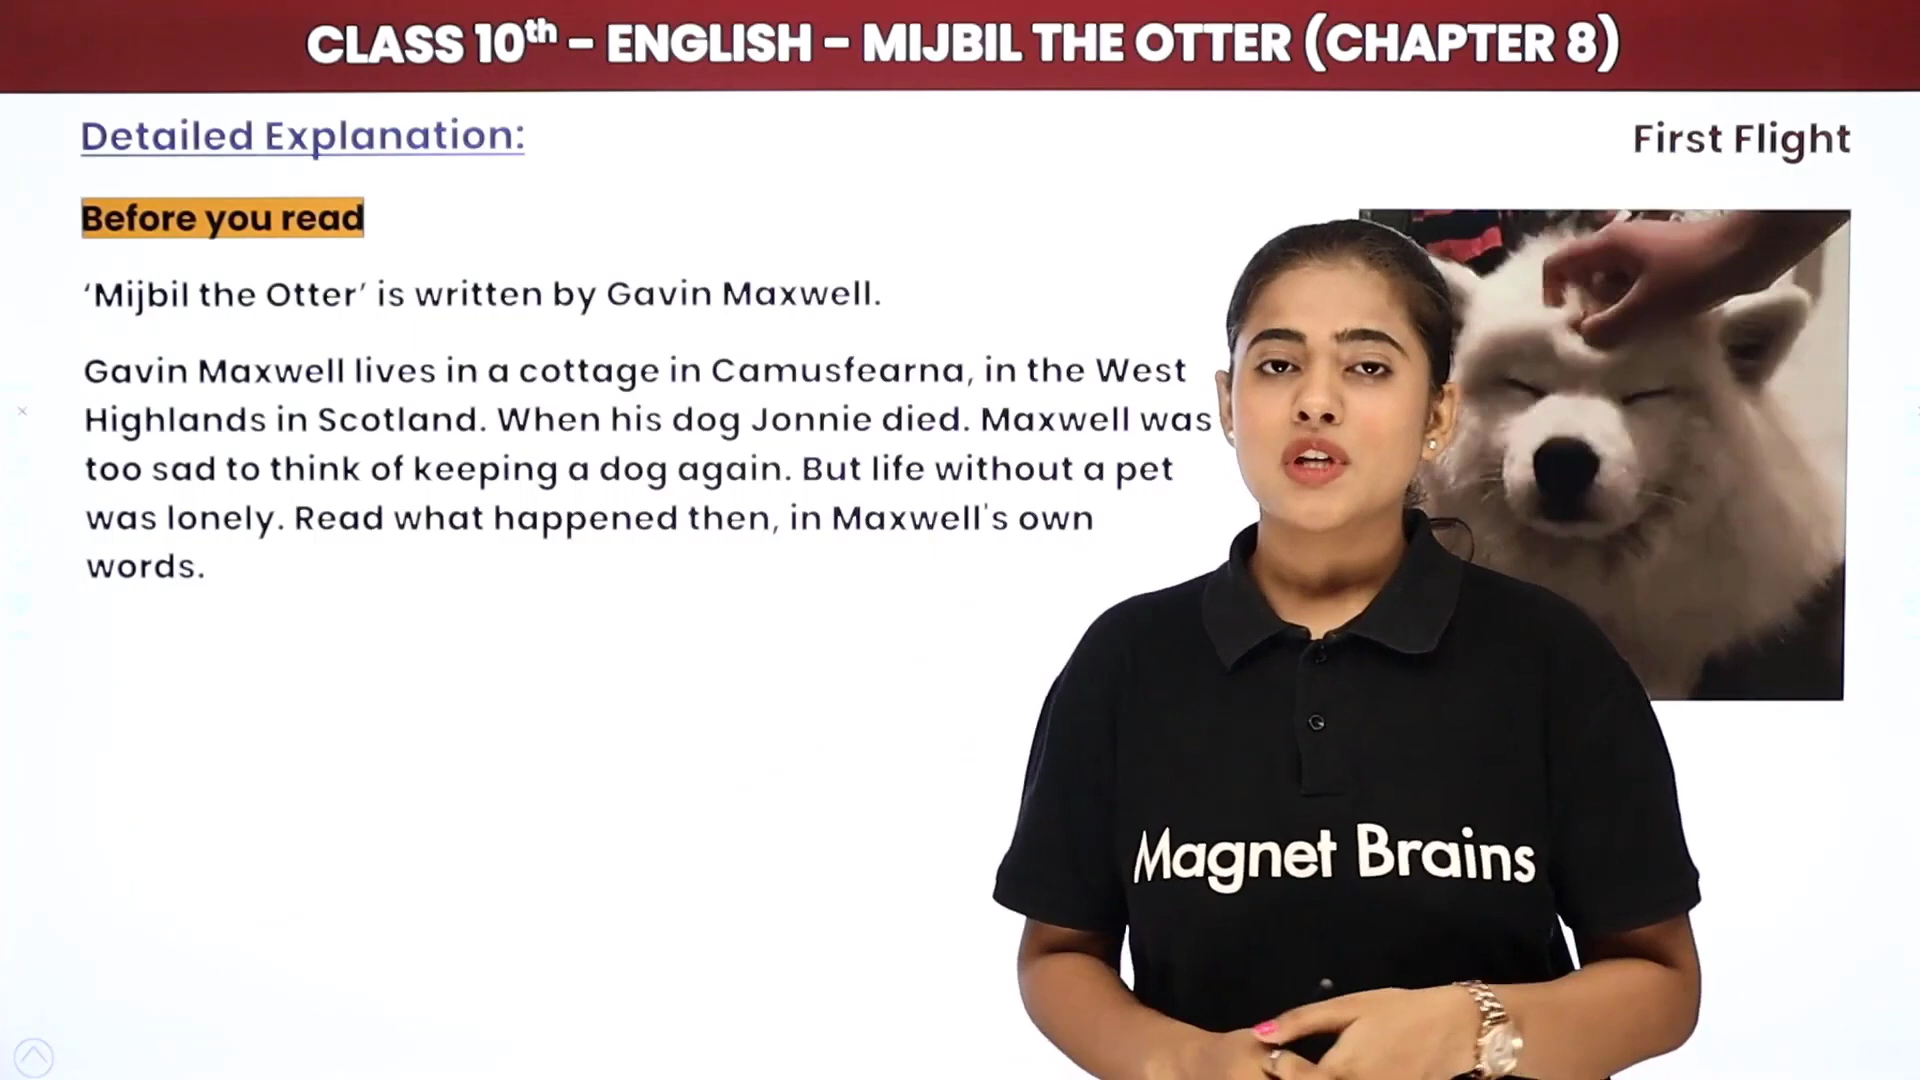 CLASS 10th - ENGLISH - MIJBIL THE OTTER (CHAPTER 8)
Detailed Explanation:
First Flight
Before you read
‘Mijbil the Otter’ is written by Gavin Maxwell.
Gavin Maxwell lives in a cottage in Camusfearna, in the West
Highlands in Scotland. When his dog Jonnie died. Maxwell was
too sad to think of keeping a dog again. But life without a pet
was lonely. Read what happened then, in Maxwell's own
words.
Magnet Brains